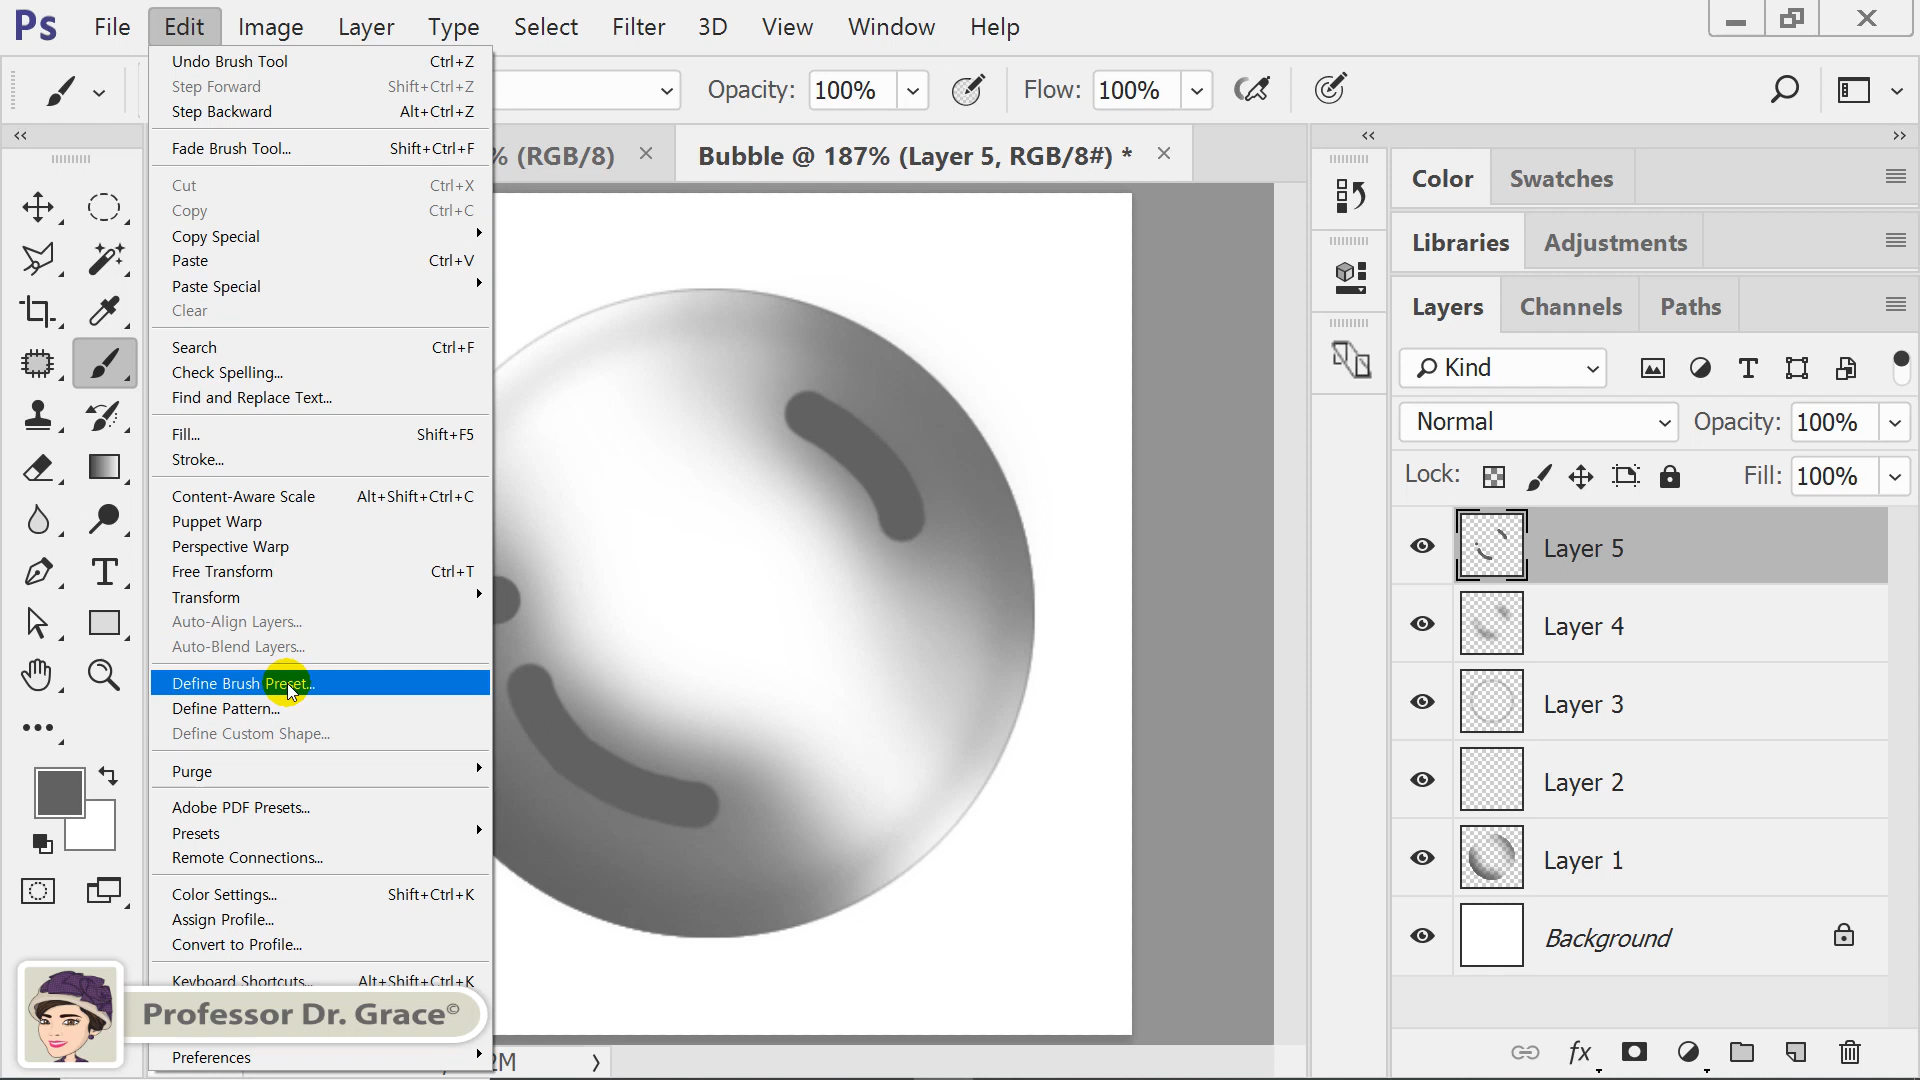 Ps File Edit Image Layer Type Select Filter 3D View Window Help
Opacity: 100% Flow: 100%
% (RGB/8) Bubble @ 187% (Layer 5, RGB/8#) *
Undo Brush Tool Ctrl+Z
Step Forward Shift+Ctrl+Z
Step Backward Alt+Ctrl+Z
Fade Brush Tool... Shift+Ctrl+F
Cut Ctrl+X
Copy Ctrl+C
Copy Special
Paste Ctrl+V
Paste Special
Clear
Search Ctrl+F
Check Spelling...
Find and Replace Text...
Fill... Shift+F5
Stroke...
Content-Aware Scale Alt+Shift+Ctrl+C
Puppet Warp
Perspective Warp
Free Transform Ctrl+T
Transform
Auto-Align Layers...
Auto-Blend Layers...
Define Brush Preset...
Define Pattern...
Define Custom Shape...
Purge
Adobe PDF Presets...
Presets
Remote Connections...
Color Settings... Shift+Ctrl+K
Assign Profile...
Convert to Profile...
Keyboard Shortcuts... Alt+Shift+Ctrl+K
Professor Dr. Grace©
Preferences
2M
Color Swatches
Libraries Adjustments
Layers Channels Paths
Kind
Normal Opacity: 100%
Lock: Fill: 100%
Layer 5
Layer 4
Layer 3
Layer 2
Layer 1
Background
fx